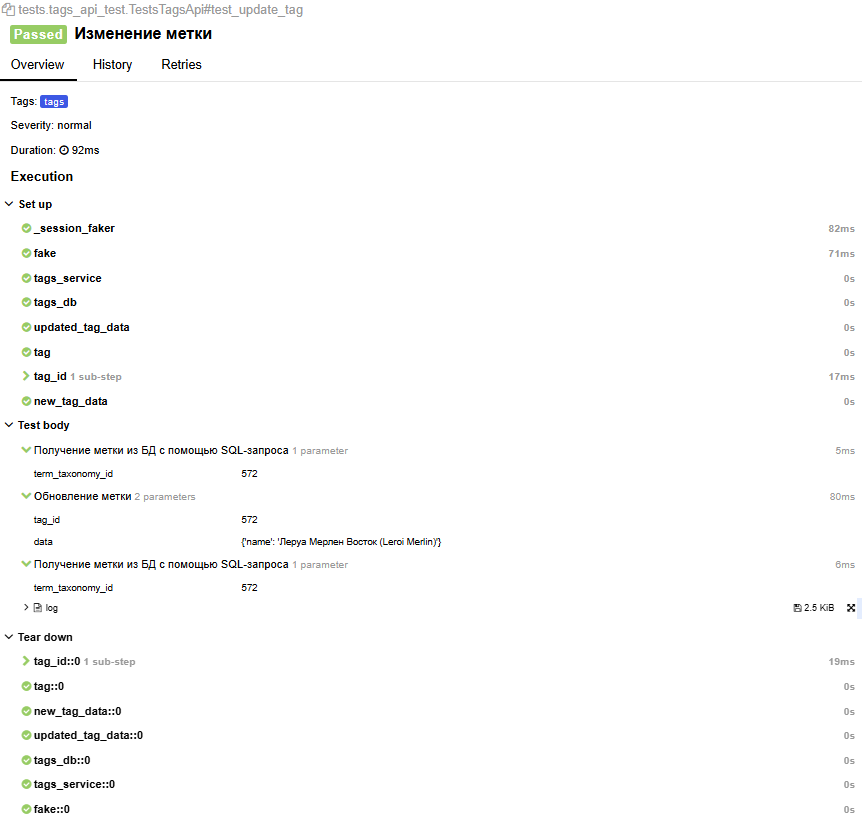 tests.tags_api_test.TestsTagsApi#test_update_tag
Passed Изменение метки
Overview History Retries
Tags: tags
Severity: normal
Duration: 92ms
Execution
Set up
_session_faker 82ms
fake 71ms
tags_service 0s
tags_db 0s
updated_tag_data 0s
tag 0s
tag_id 1 sub-step 17ms
new_tag_data 0s
Test body
Получение метки из БД с помощью SQL-запроса 1 parameter 5ms
term_taxonomy_id 572
Обновление метки 2 parameters 80ms
tag_id 572
data {'name': 'Леруа Мерлен Восток (Leroi Merlin)'}
Получение метки из БД с помощью SQL-запроса 1 parameter 6ms
term_taxonomy_id 572
log 2.5 KiB
Tear down
tag_id::0 1 sub-step 19ms
tag::0 0s
new_tag_data::0 0s
updated_tag_data::0 0s
tags_db::0 0s
tags_service::0 0s
fake::0 0s